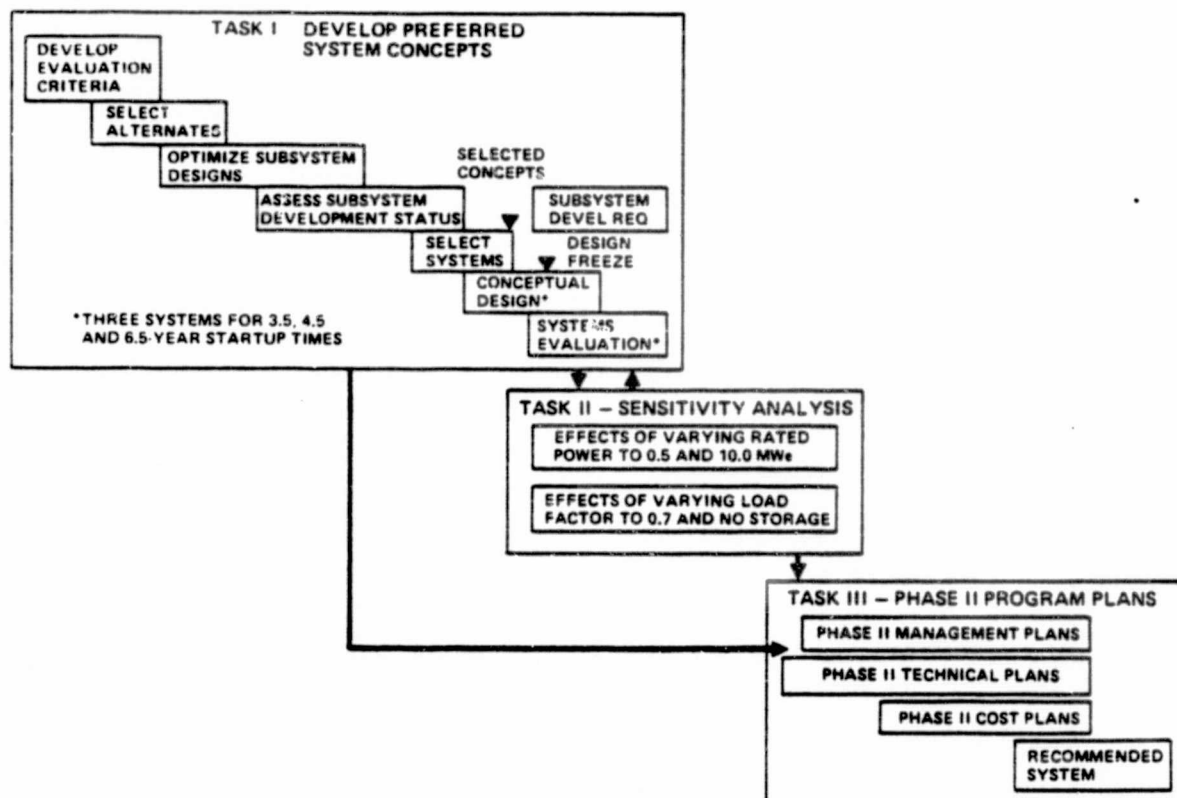 TASK I DEVELOP PREFERRED
SYSTEM CONCEPTS
DEVELOP
EVALUATION
CRITERIA
SELECT
ALTERNATES
OPTIMIZE SUBSYSTEM
DESIGNS
SELECTED
CONCEPTS
ASSESS SUBSYSTEM
DEVELOPMENT STATUS
SUBSYSTEM
DEVEL REQ
SELECT
SYSTEMS
DESIGN
FREEZE
CONCEPTUAL
DESIGN*
*THREE SYSTEMS FOR 3.5, 4.5
AND 6.5-YEAR STARTUP TIMES
SYSTEMS
EVALUATION*
TASK II – SENSITIVITY ANALYSIS
EFFECTS OF VARYING RATED
POWER TO 0.5 AND 10.0 MWe
EFFECTS OF VARYING LOAD
FACTOR TO 0.7 AND NO STORAGE
TASK III – PHASE II PROGRAM PLANS
PHASE II MANAGEMENT PLANS
PHASE II TECHNICAL PLANS
PHASE II COST PLANS
RECOMMENDED
SYSTEM